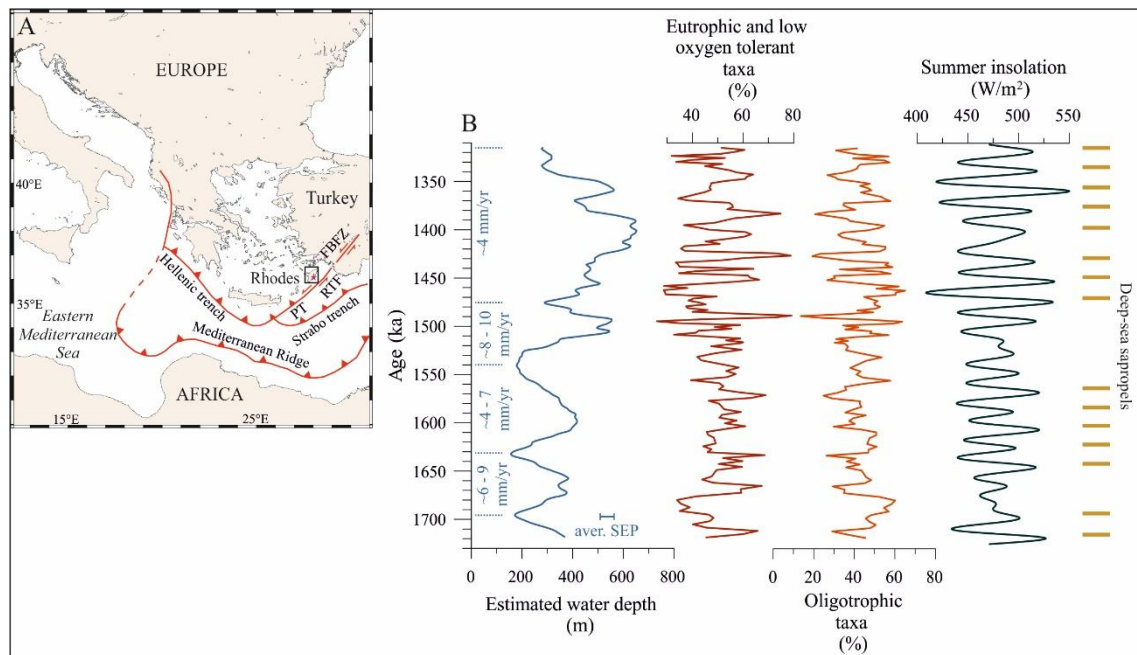 A
EUROPE
40°E
Turkey
FBFZ
Rhodes
Hellenic trench
PT
RTF
Strabo trench
35°E
Eastern
Mediterranean
Sea
Mediterranean Ridge
AFRICA
15°E
25°E
B
Eutrophic and low
oxygen tolerant
taxa
(%)
Summer insolation
(W/m²)
40
60
80
400
450
500
550
Age (ka)
1350
1400
1450
1500
1550
1600
1650
1700
~4 mm/yr
~8 - 10
mm/yr
~4 - 7
mm/yr
~6 - 9
mm/yr
aver. SEP
0
200
400
600
800
Estimated water depth
(m)
0
20
40
60
80
Oligotrophic
taxa
(%)
Deep-sea sapropels